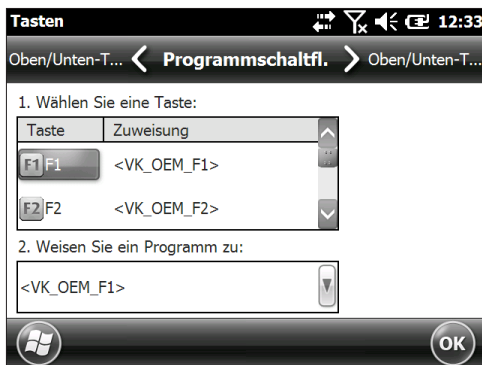 Tasten 12:33
Oben/Unten-T... Programmschaltfl. Oben/Unten-T...
1. Wählen Sie eine Taste:
Taste Zuweisung
F1 F1 <VK_OEM_F1>
F2 F2 <VK_OEM_F2>
2. Weisen Sie ein Programm zu:
<VK_OEM_F1>
OK